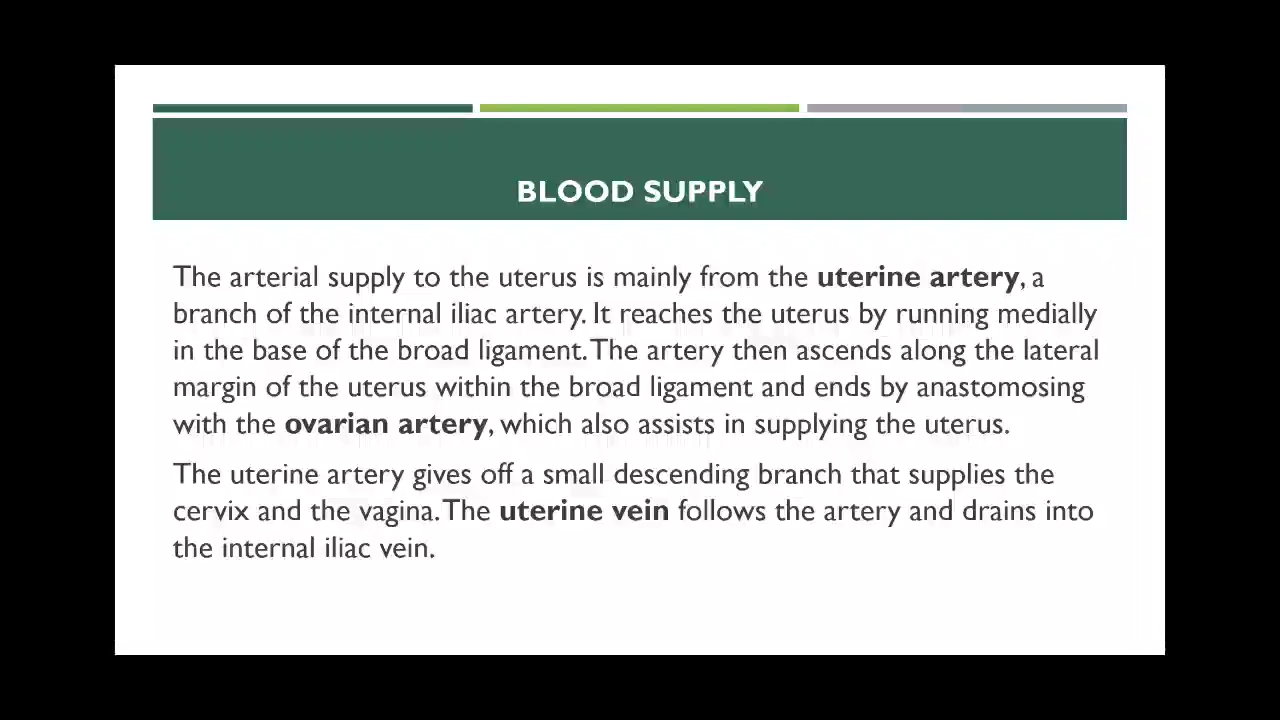 BLOOD SUPPLY
The arterial supply to the uterus is mainly from the uterine artery, a
branch of the internal iliac artery. It reaches the uterus by running medially
in the base of the broad ligament. The artery then ascends along the lateral
margin of the uterus within the broad ligament and ends by anastomosing
with the ovarian artery, which also assists in supplying the uterus.
The uterine artery gives off a small descending branch that supplies the
cervix and the vagina. The uterine vein follows the artery and drains into
the internal iliac vein.